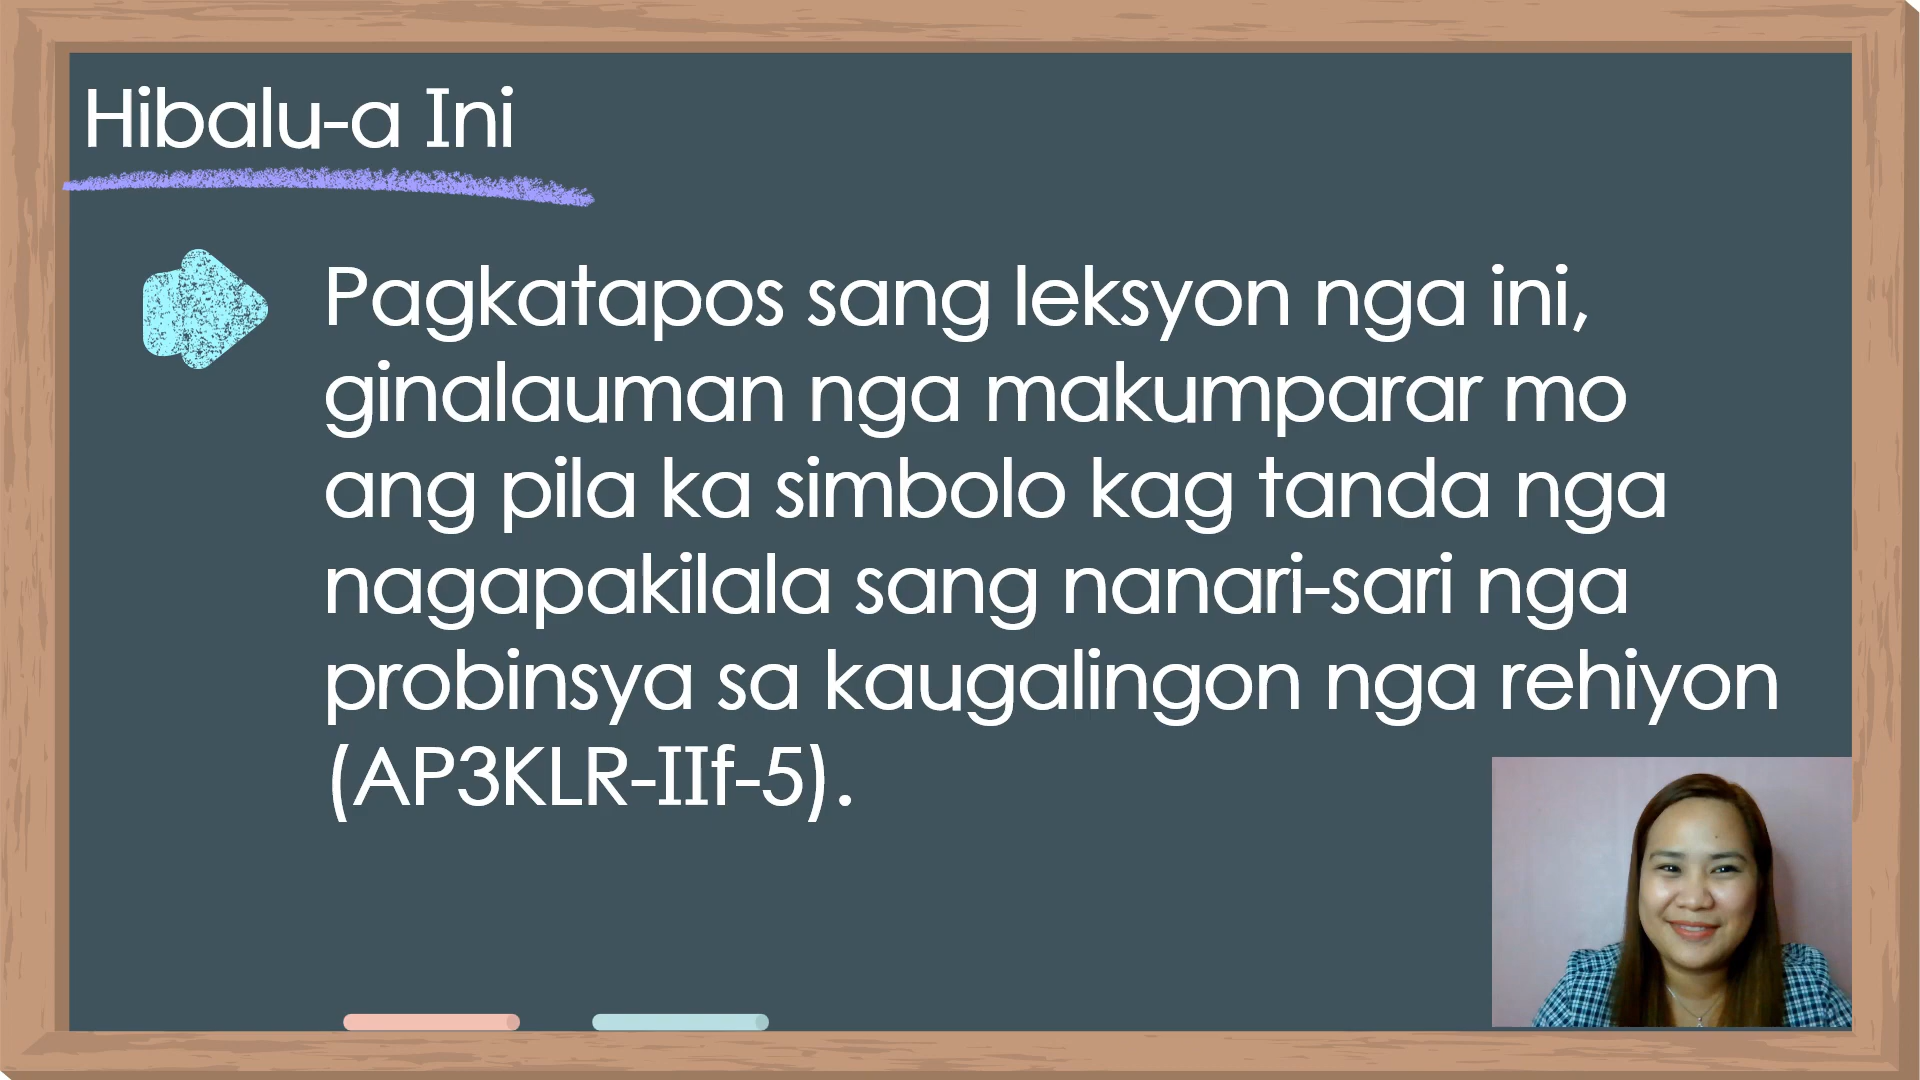 Hibalu-a Ini
Pagkatapos sang leksyon nga ini,
ginalauman nga makumparar mo
ang pila ka simbolo kag tanda nga
nagapakilala sang nanari-sari nga
probinsya sa kaugalingon nga rehiyon
(AP3KLR-IIf-5).